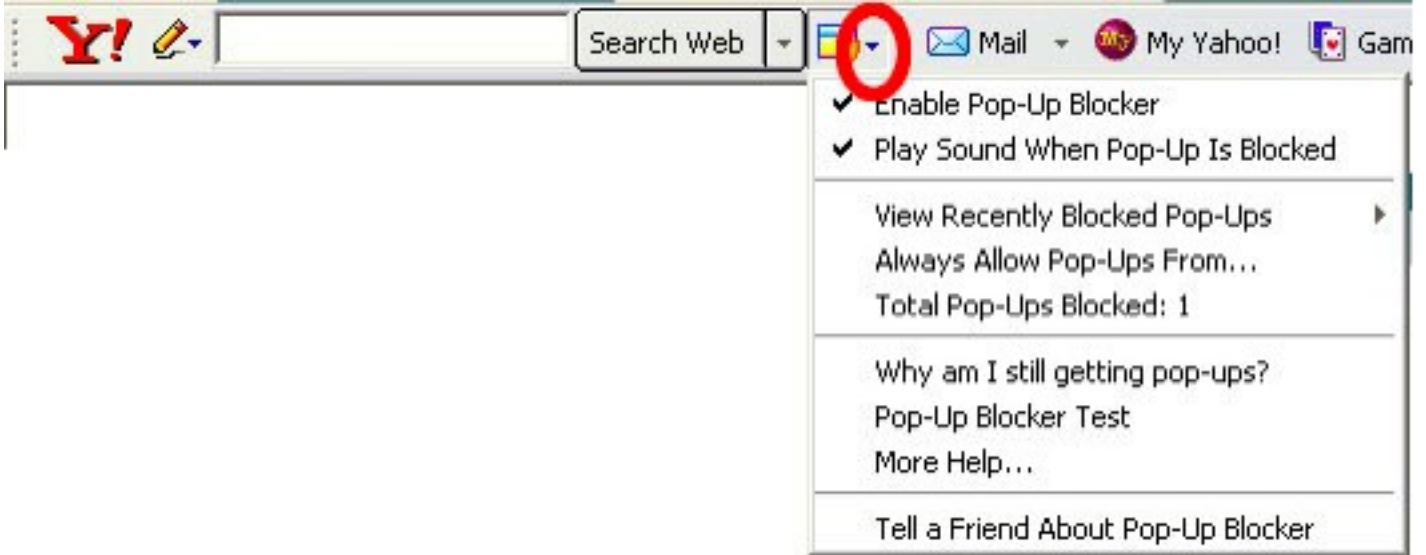 Y! Search Web Mail My Yahoo! Gam
Enable Pop-Up Blocker
Play Sound When Pop-Up Is Blocked
View Recently Blocked Pop-Ups
Always Allow Pop-Ups From...
Total Pop-Ups Blocked: 1
Why am I still getting pop-ups?
Pop-Up Blocker Test
More Help...
Tell a Friend About Pop-Up Blocker